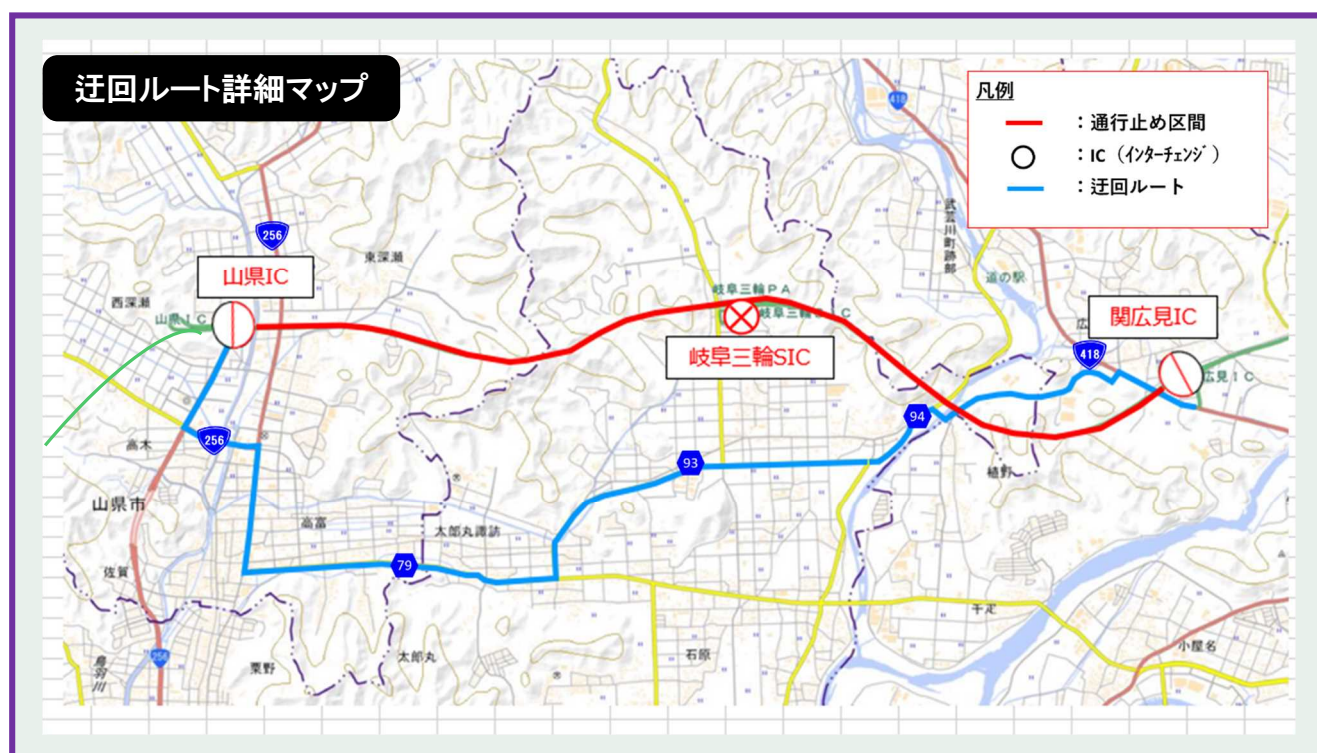 迂回ルート詳細マップ
凡例
：通行止め区間
：IC（ｲﾝﾀｰﾁｪﾝｼﾞ）
：迂回ルート
418
256
東深瀬
武芸川町跡部
山県IC
西深瀬
山県ＩＣ
岐阜三輪ＰＡ
道の駅
岐阜三輪SIC
関広見IC
418
広見ＩＣ
94
256
高木
93
植野
山県市
高富
太郎丸諏訪
79
佐賀
千疋
256
鳥羽川
粟野
太郎丸
石原
小屋名